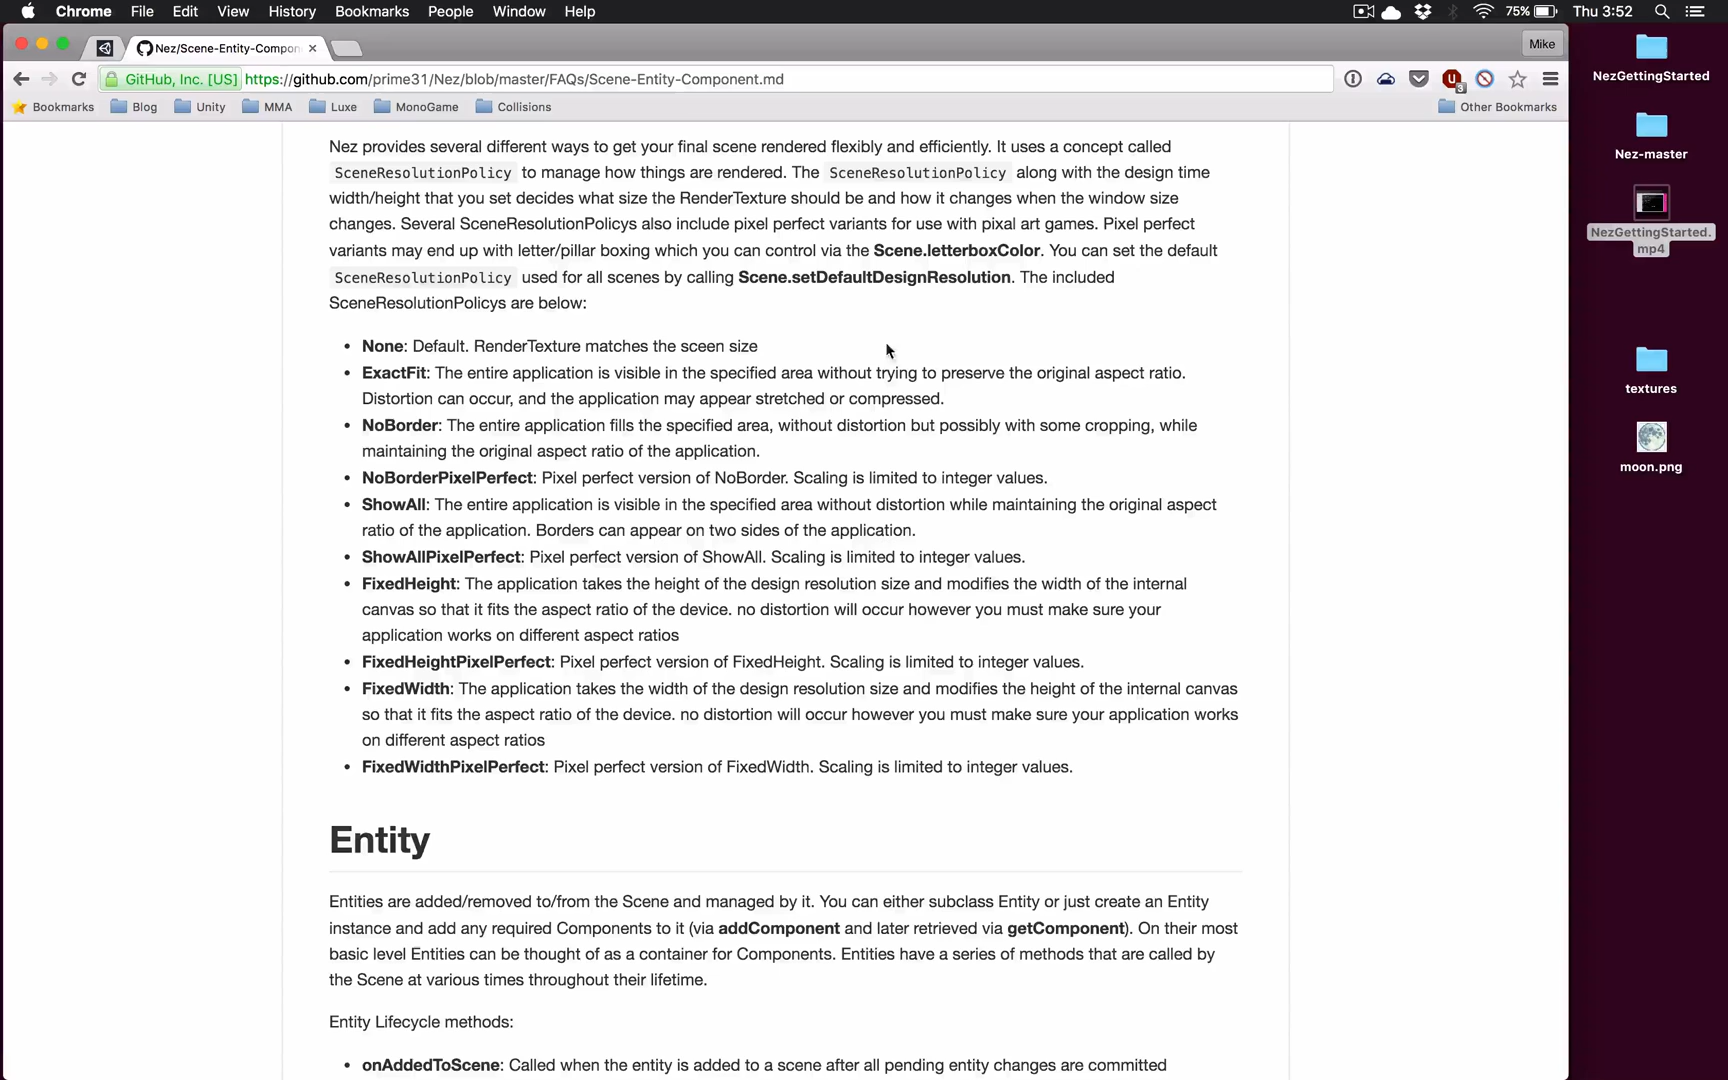 Chrome File Edit View History Bookmarks People Window Help 75% Thu 3:52
Nez/Scene-Entity-Compon Mike
GitHub, Inc. [US] https://github.com/prime31/Nez/blob/master/FAQs/Scene-Entity-Component.md
3
Bookmarks Blog Unity MMA Luxe MonoGame Collisions Other Bookmarks
Nez provides several different ways to get your final scene rendered flexibly and efficiently. It uses a concept called
SceneResolutionPolicy to manage how things are rendered. The SceneResolutionPolicy along with the design time
width/height that you set decides what size the RenderTexture should be and how it changes when the window size
changes. Several SceneResolutionPolicys also include pixel perfect variants for use with pixal art games. Pixel perfect
variants may end up with letter/pillar boxing which you can control via the Scene.letterboxColor. You can set the default
SceneResolutionPolicy used for all scenes by calling Scene.setDefaultDesignResolution. The included
SceneResolutionPolicys are below:
• None: Default. RenderTexture matches the sceen size
• ExactFit: The entire application is visible in the specified area without trying to preserve the original aspect ratio.
Distortion can occur, and the application may appear stretched or compressed.
• NoBorder: The entire application fills the specified area, without distortion but possibly with some cropping, while
maintaining the original aspect ratio of the application.
• NoBorderPixelPerfect: Pixel perfect version of NoBorder. Scaling is limited to integer values.
• ShowAll: The entire application is visible in the specified area without distortion while maintaining the original aspect
ratio of the application. Borders can appear on two sides of the application.
• ShowAllPixelPerfect: Pixel perfect version of ShowAll. Scaling is limited to integer values.
• FixedHeight: The application takes the height of the design resolution size and modifies the width of the internal
canvas so that it fits the aspect ratio of the device. no distortion will occur however you must make sure your
application works on different aspect ratios
• FixedHeightPixelPerfect: Pixel perfect version of FixedHeight. Scaling is limited to integer values.
• FixedWidth: The application takes the width of the design resolution size and modifies the height of the internal canvas
so that it fits the aspect ratio of the device. no distortion will occur however you must make sure your application works
on different aspect ratios
• FixedWidthPixelPerfect: Pixel perfect version of FixedWidth. Scaling is limited to integer values.
Entity
Entities are added/removed to/from the Scene and managed by it. You can either subclass Entity or just create an Entity
instance and add any required Components to it (via addComponent and later retrieved via getComponent). On their most
basic level Entities can be thought of as a container for Components. Entities have a series of methods that are called by
the Scene at various times throughout their lifetime.
Entity Lifecycle methods:
• onAddedToScene: Called when the entity is added to a scene after all pending entity changes are committed
NezGettingStarted
Nez-master
NezGettingStarted.
mp4
textures
moon.png